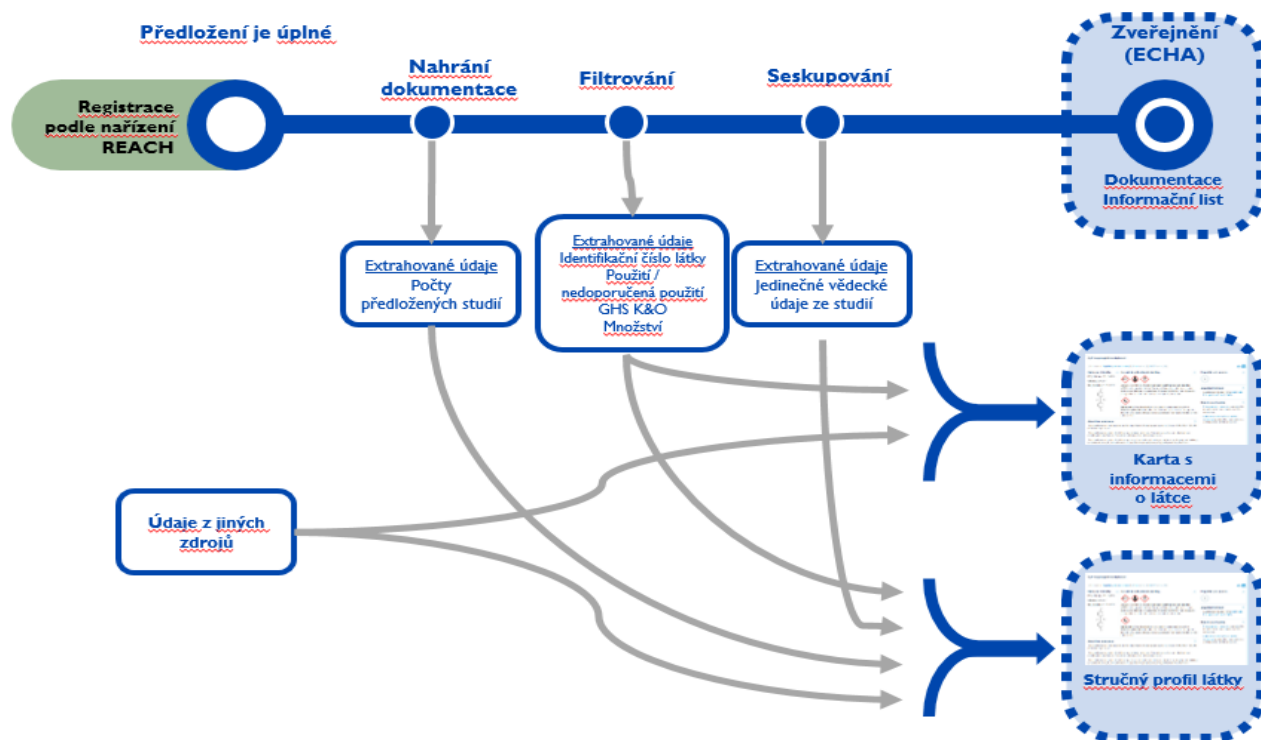 Předložení je úplné
Registrace
podle nařízení
REACH
Nahrání
dokumentace
Filtrování
Seskupování
Zveřejnění
(ECHA)
Dokumentace
Informační list
Extrahované údaje
Počty
předložených studií
Extrahované údaje
Identifikační číslo látky
Použití /
nedoporučená použití
GHS K&O
Množství
Extrahované údaje
Jedinečné vědecké
údaje ze studií
Karta s
informacemi
o látce
Údaje z jiných
zdrojů
Stručný profil látky